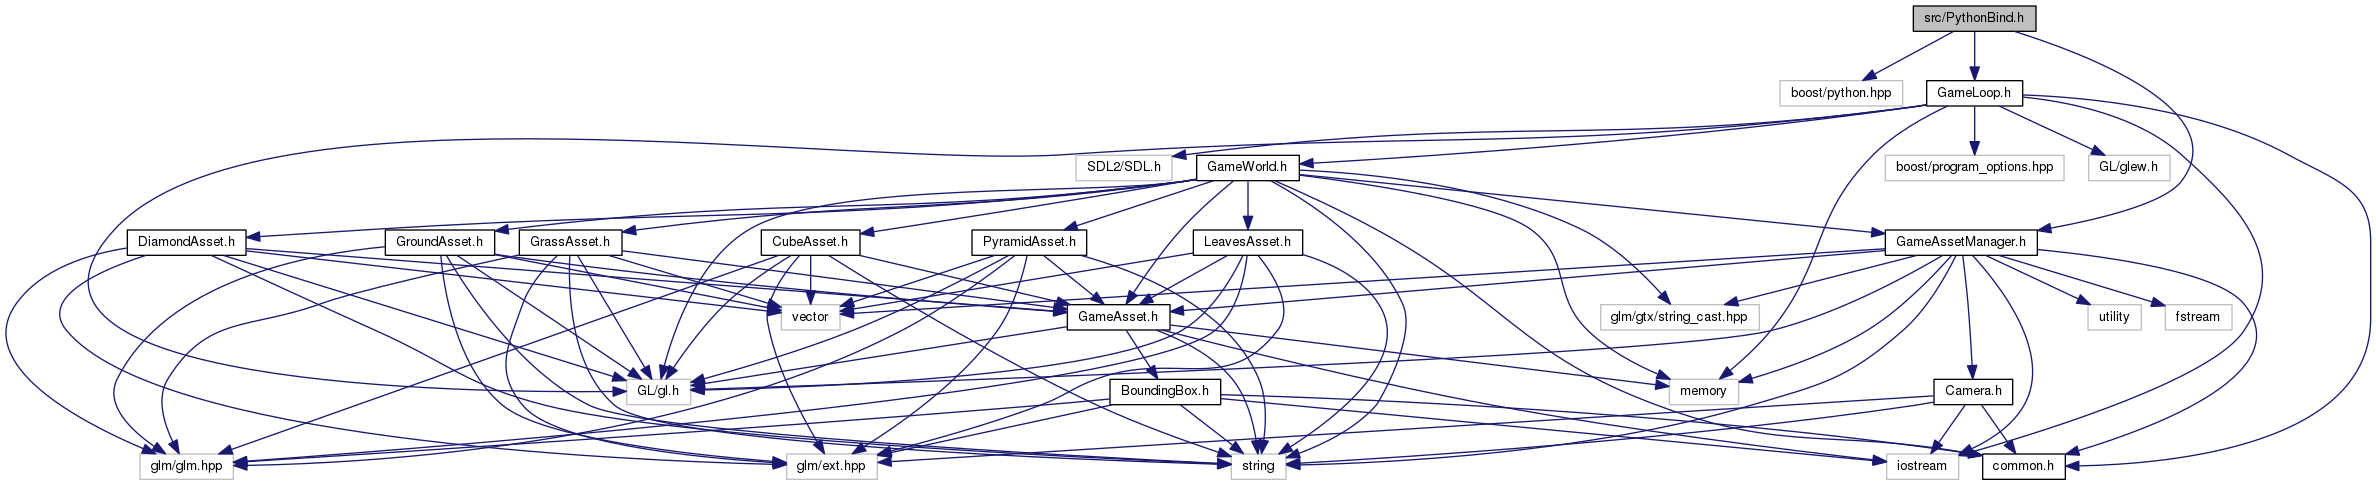 src/PythonBind.h
boost/python.hpp
GameLoop.h
SDL2/SDL.h
GameWorld.h
boost/program_options.hpp
GL/glew.h
DiamondAsset.h
GroundAsset.h
GrassAsset.h
CubeAsset.h
PyramidAsset.h
LeavesAsset.h
GameAssetManager.h
vector
GameAsset.h
glm/gtx/string_cast.hpp
utility
fstream
GL/gl.h
BoundingBox.h
memory
Camera.h
glm/glm.hpp
glm/ext.hpp
string
iostream
common.h